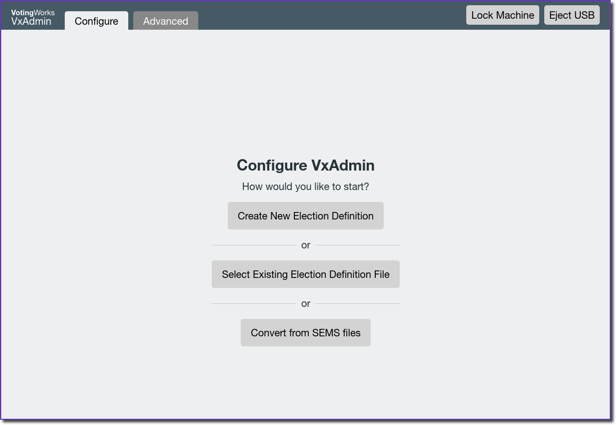 VotingWorks
VxAdmin
Configure
Advanced
Lock Machine
Eject USB
Configure VxAdmin
How would you like to start?
Create New Election Definition
or
Select Existing Election Definition File
or
Convert from SEMS files